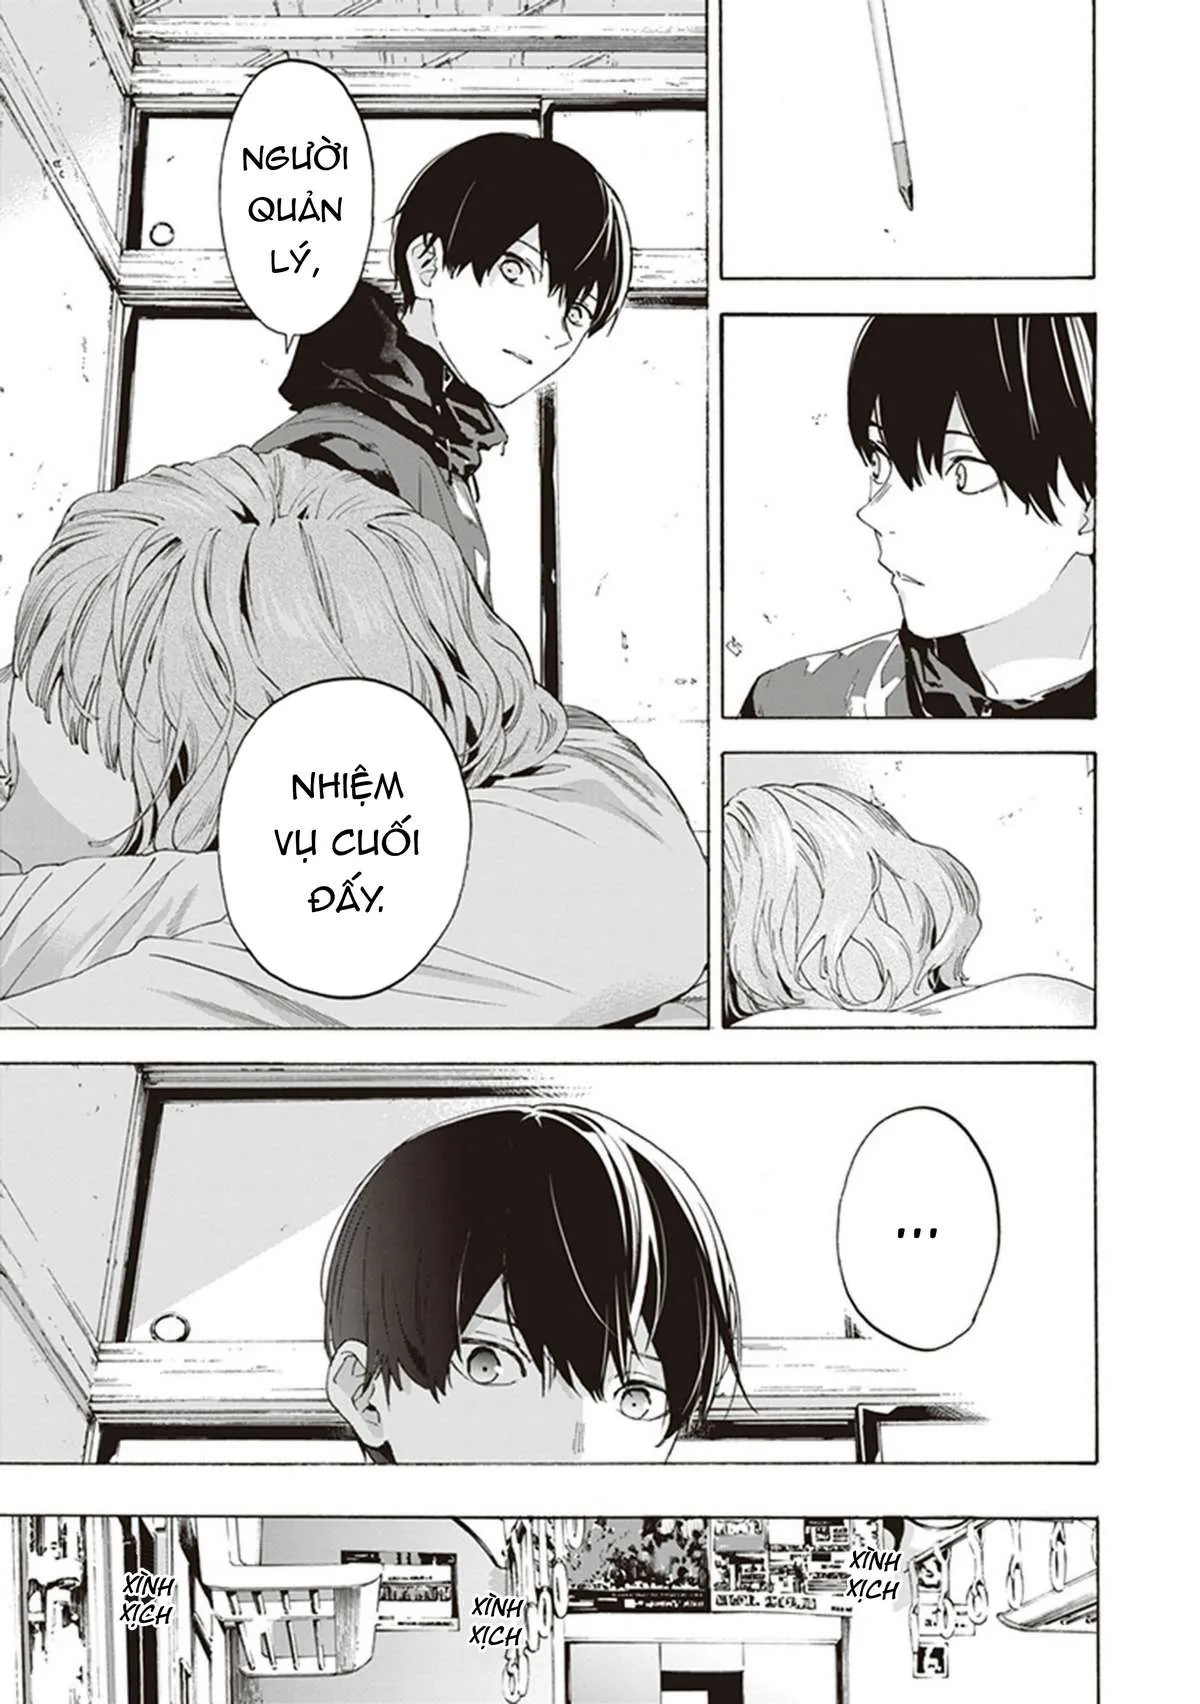 NGƯỜI
QUẢN
LÝ,
NHIỆM
VỤ CUỐI
ĐẤY.
...
XÌNH
XỊCH
XÌNH
XỊCH
XÌNH
XỊCH